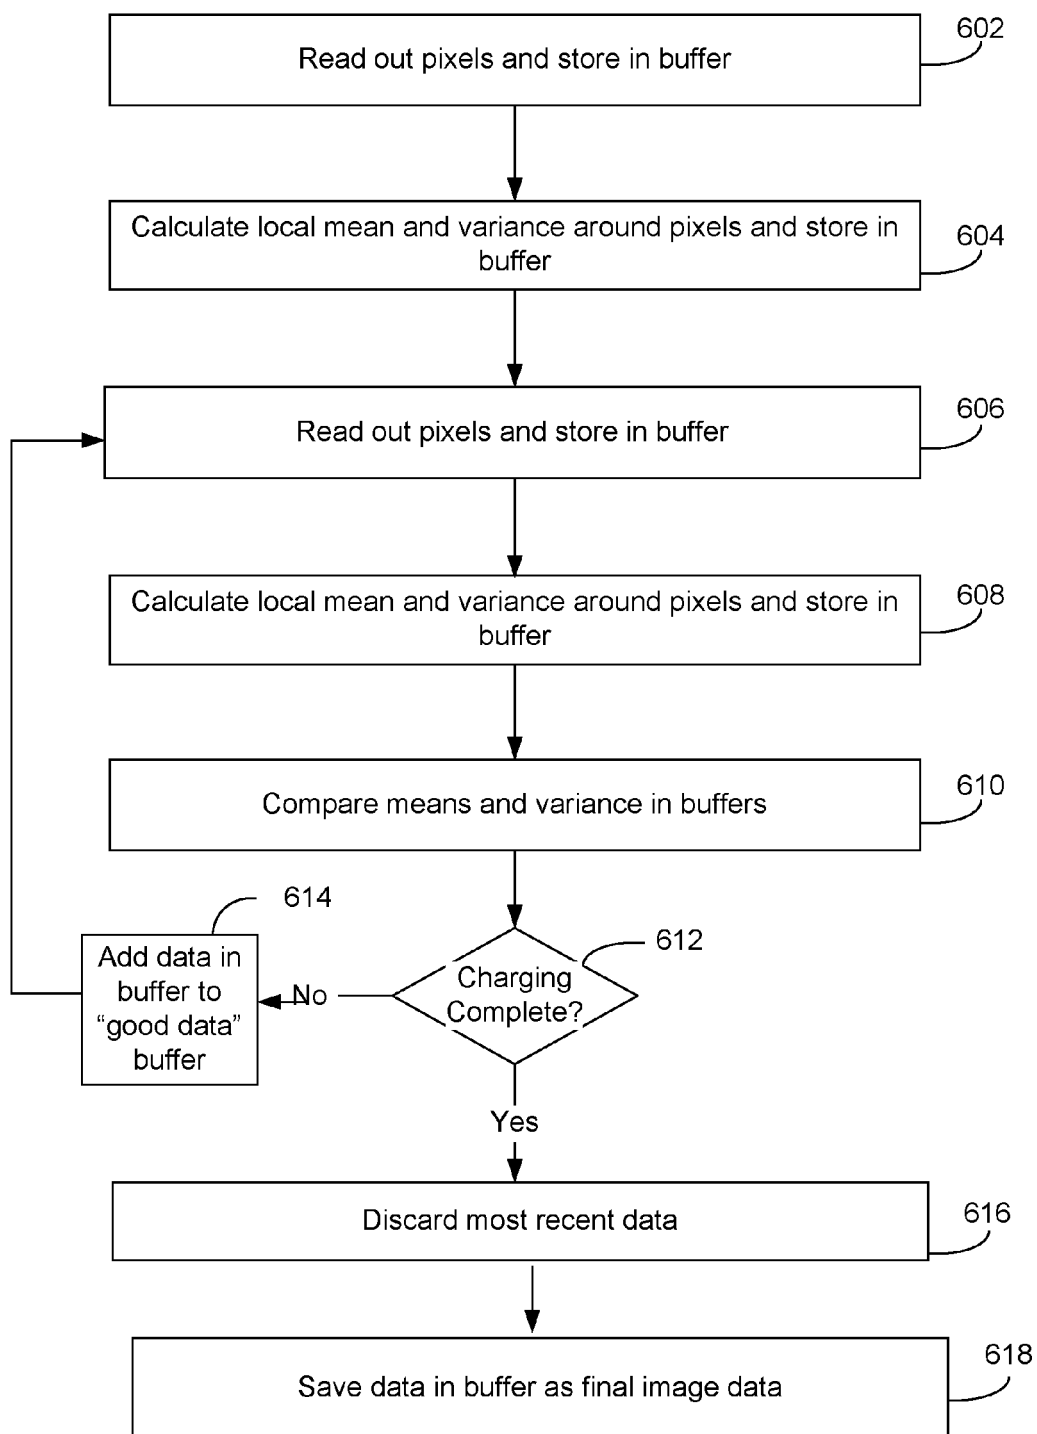 602
Read out pixels and store in buffer
604
Calculate local mean and variance around pixels and store in
buffer
606
Read out pixels and store in buffer
608
Calculate local mean and variance around pixels and store in
buffer
610
Compare means and variance in buffers
614
612
Add data in
buffer to
“good data”
buffer
No
Charging
Complete?
Yes
616
Discard most recent data
618
Save data in buffer as final image data